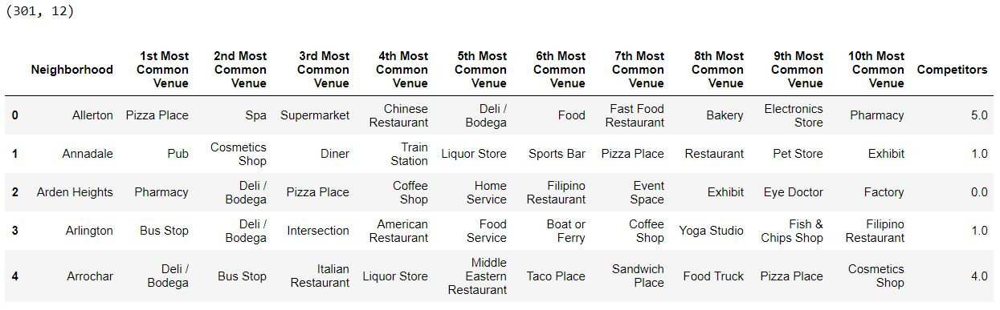 (301, 12)
Neighborhood 1st Most Common Venue 2nd Most Common Venue 3rd Most Common Venue 4th Most Common Venue 5th Most Common Venue 6th Most Common Venue 7th Most Common Venue 8th Most Common Venue 9th Most Common Venue 10th Most Common Venue Competitors
0 Allerton Pizza Place Spa Supermarket Chinese Restaurant Deli / Bodega Food Fast Food Restaurant Bakery Electronics Store Pharmacy 5.0
1 Annadale Pub Cosmetics Shop Diner Train Station Liquor Store Sports Bar Pizza Place Restaurant Pet Store Exhibit 1.0
2 Arden Heights Pharmacy Deli / Bodega Pizza Place Coffee Shop Home Service Filipino Restaurant Event Space Exhibit Eye Doctor Factory 0.0
3 Arlington Bus Stop Deli / Bodega Intersection American Restaurant Food Service Boat or Ferry Coffee Shop Yoga Studio Fish & Chips Shop Filipino Restaurant 1.0
4 Arrochar Deli / Bodega Bus Stop Italian Restaurant Liquor Store Middle Eastern Restaurant Taco Place Sandwich Place Food Truck Pizza Place Cosmetics Shop 4.0